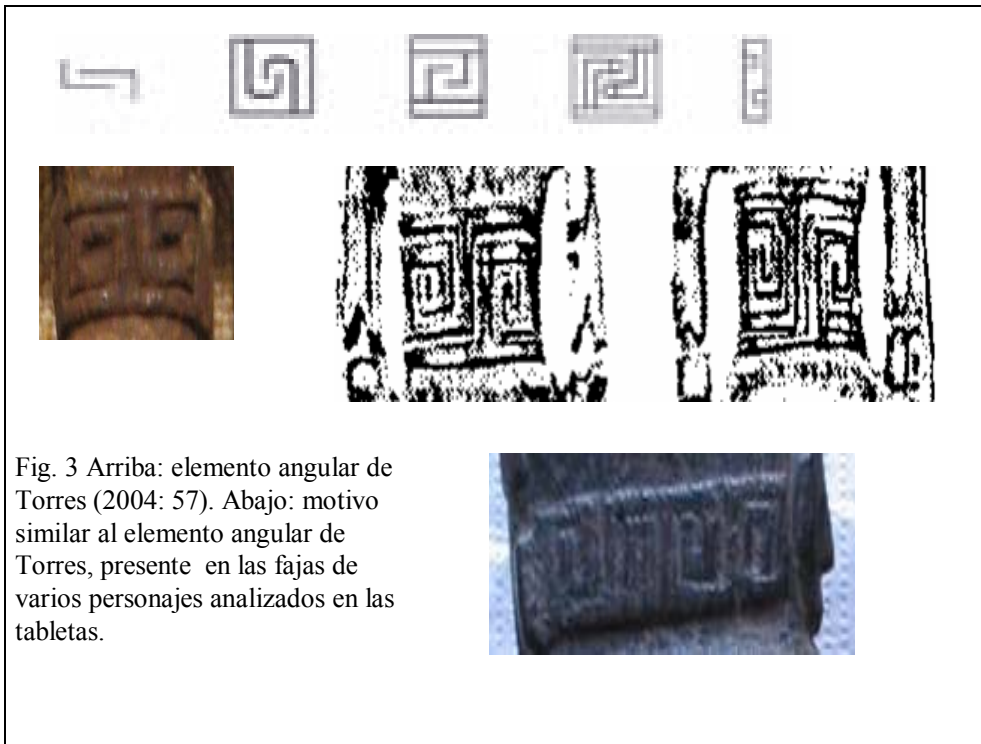 Fig. 3 Arriba: elemento angular de
Torres (2004: 57). Abajo: motivo
similar al elemento angular de
Torres, presente en las fajas de
varios personajes analizados en las
tabletas.